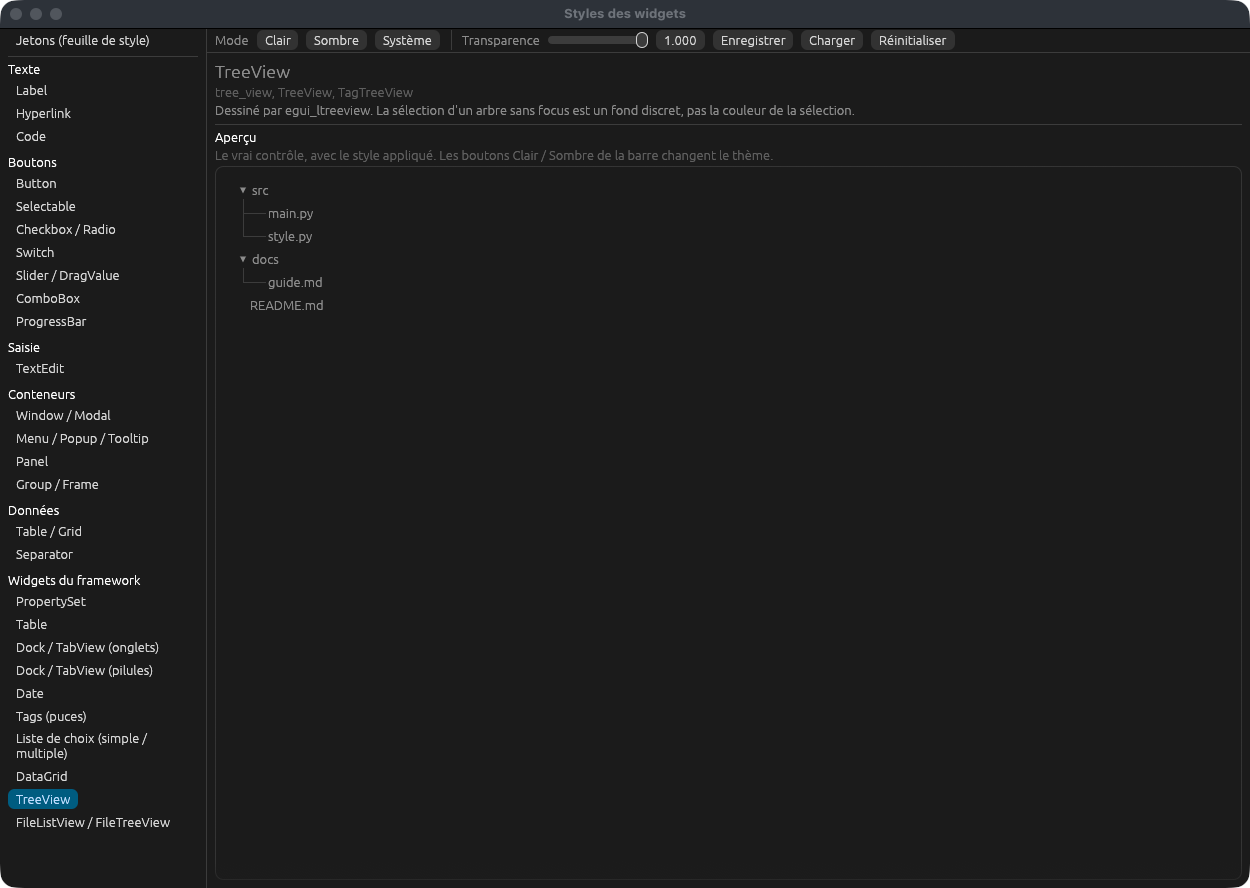 Styles des widgets
Jetons (feuille de style)
Texte
Label
Hyperlink
Code
Boutons
Button
Selectable
Checkbox / Radio
Switch
Slider / DragValue
ComboBox
ProgressBar
Saisie
TextEdit
Conteneurs
Window / Modal
Menu / Popup / Tooltip
Panel
Group / Frame
Données
Table / Grid
Separator
Widgets du framework
PropertySet
Table
Dock / TabView (onglets)
Dock / TabView (pilules)
Date
Tags (puces)
Liste de choix (simple /
multiple)
DataGrid
TreeView
FileListView / FileTreeView
Mode Clair Sombre Système Transparence 1.000 Enregistrer Charger Réinitialiser
TreeView
tree_view, TreeView, TagTreeView
Dessiné par egui_ltreeview. La sélection d'un arbre sans focus est un fond discret, pas la couleur de la sélection.
Aperçu
Le vrai contrôle, avec le style appliqué. Les boutons Clair / Sombre de la barre changent le thème.
src
main.py
style.py
docs
guide.md
README.md